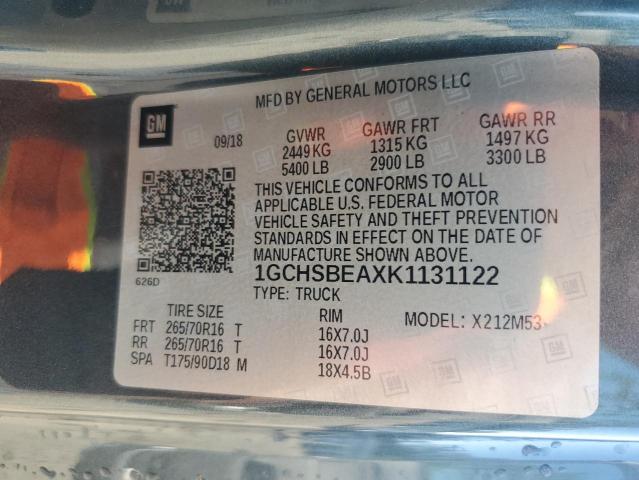 MFD BY GENERAL MOTORS LLC
GM
09/18
GVWR GAWR FRT GAWR RR
2449 KG 1315 KG 1497 KG
5400 LB 2900 LB 3300 LB
THIS VEHICLE CONFORMS TO ALL
APPLICABLE U.S. FEDERAL MOTOR
VEHICLE SAFETY AND THEFT PREVENTION
STANDARDS IN EFFECT ON THE DATE OF
MANUFACTURE SHOWN ABOVE.
626D
1GCHSBEAXK1131122
TYPE: TRUCK
MODEL: X212M53
TIRE SIZE RIM
FRT 265/70R16 T 16X7.0J
RR 265/70R16 T 16X7.0J
SPA T175/90D18 M 18X4.5B